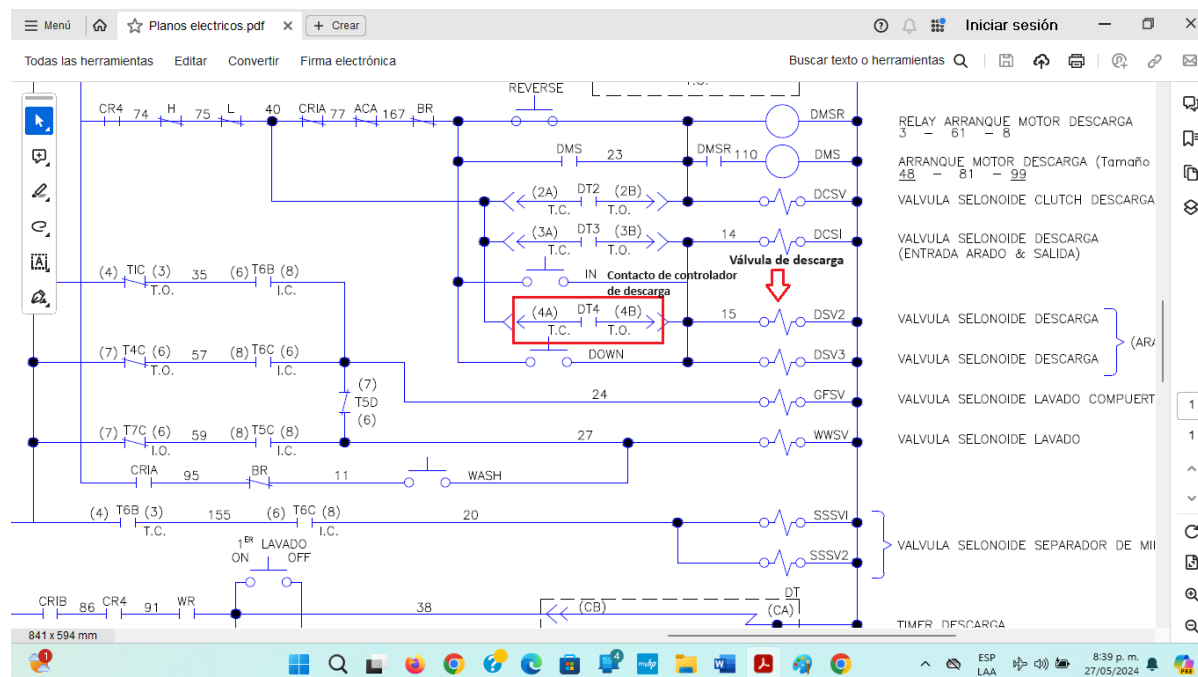 Menú
Planos electricos.pdf
+ Crear
Iniciar sesión
Todas las herramientas Editar Convertir Firma electrónica
Buscar texto o herramientas
REVERSE
T.O.
CR4 74 H 75 L 40 CRIA 77 ACA 167 BR
DMSR
RELAY ARRANQUE MOTOR DESCARGA
3 – 61 – 8
DMS 23 DMSR 110 DMS
ARRANQUE MOTOR DESCARGA (Tamaño
48 – 81 – 99
(2A) DT2 (2B) DCSV
T.C. T.O.
VALVULA SELONOIDE CLUTCH DESCARGA
(3A) DT3 (3B) 14 DCSI
T.C. T.O.
VALVULA SELONOIDE DESCARGA
(ENTRADA ARADO & SALIDA)
Válvula de descarga
(4) TIC (3) 35 (6) T6B (8)
T.O. I.C.
IN Contacto de controlador
de descarga
(4A) DT4 (4B) 15 DSV2
T.C. T.O.
VALVULA SELONOIDE DESCARGA
(7) T4C (6) 57 (8) T6C (6)
T.O. I.C.
DOWN DSV3
VALVULA SELONOIDE DESCARGA
(ARA
(7)
T5D
(6)
24 GFSV
VALVULA SELONOIDE LAVADO COMPUERT
(7) T7C (6) 59 (8) T5C (8) 27 WWSV
I.O. I.C.
VALVULA SELONOIDE LAVADO
CRIA 95 BR 11 WASH
(4) T6B (3) 155 (6) T6C (8) 20 SSSVI
T.C. I.C.
1ER LAVADO
ON OFF
SSSV2
VALVULA SELONOIDE SEPARADOR DE MI
CRIB 86 CR4 91 WR 38 (CB) DT
(CA)
TIMER DESCARGA
841 x 594 mm
1
1
1
4
ESP
LAA
8:39 p. m.
27/05/2024
PRE